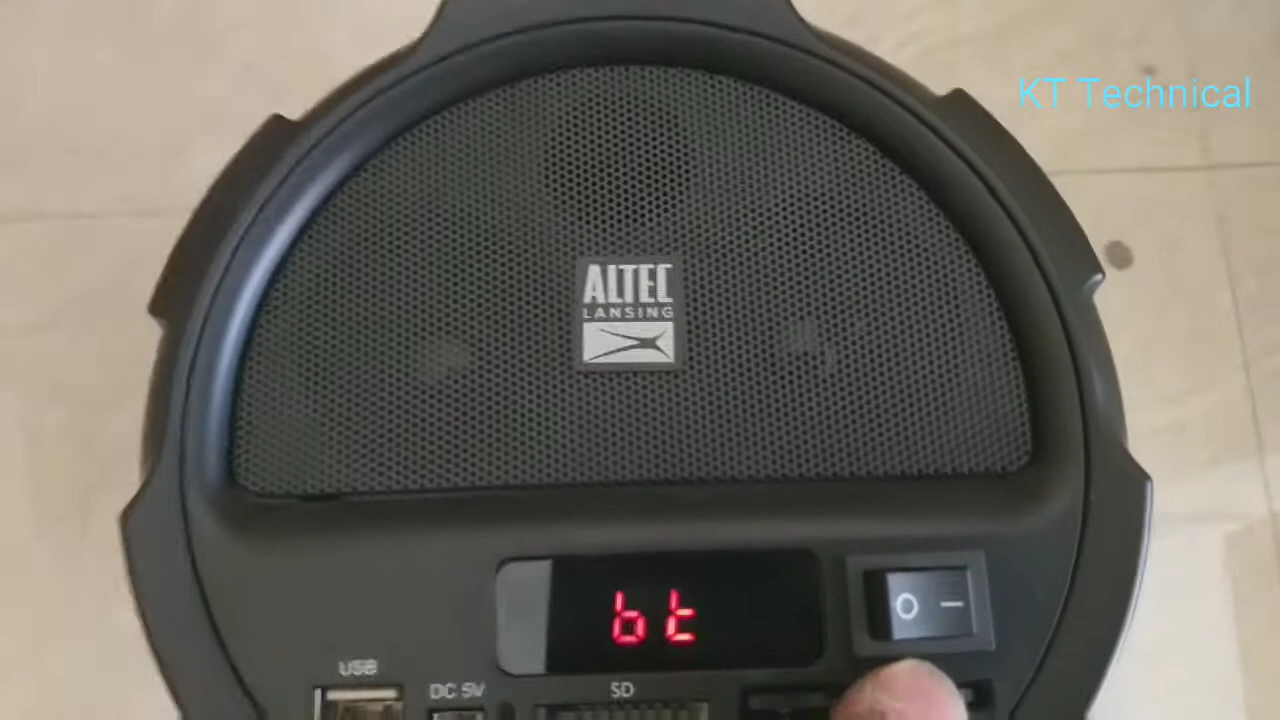 KT Technical
ALTEC
LANSING
bt
O —
USB
DC 5V
SD